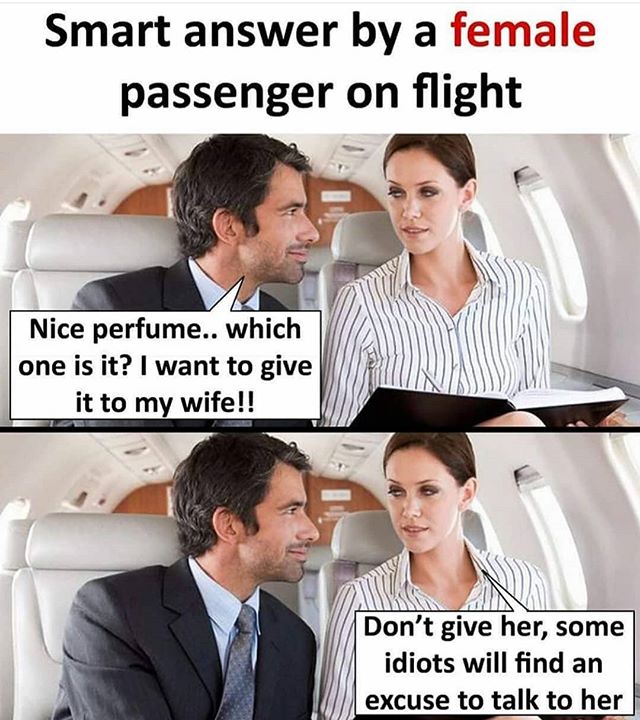 Smart answer by a female
passenger on flight
Nice perfume.. which
one is it? I want to give
it to my wife!!
Don't give her, some
idiots will find an
excuse to talk to her